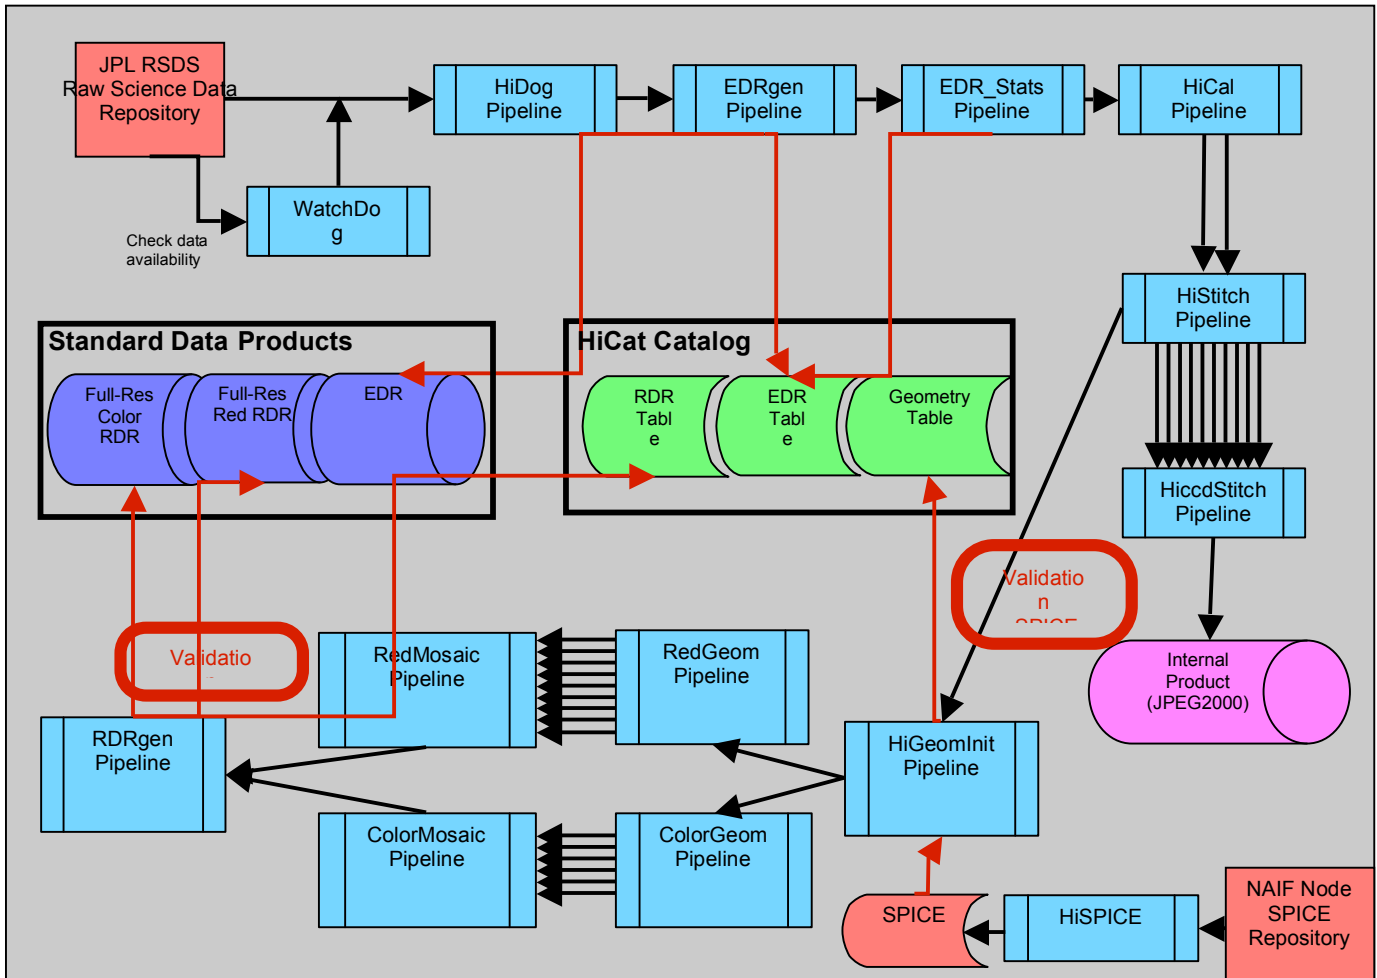 JPL RSDS
Raw Science Data
Repository
HiDog
Pipeline
EDRgen
Pipeline
EDR_Stats
Pipeline
HiCal
Pipeline
WatchDo
g
Check data
availability
HiStitch
Pipeline
Standard Data Products
Full-Res
Color
RDR
Full-Res
Red RDR
EDR
HiCat Catalog
RDR
Tabl
e
EDR
Tabl
e
Geometry
Table
HiccdStitch
Pipeline
Validatio
n
SPICE
Validatio
RedMosaic
Pipeline
RedGeom
Pipeline
Internal
Product
(JPEG2000)
RDRgen
Pipeline
HiGeomInit
Pipeline
ColorMosaic
Pipeline
ColorGeom
Pipeline
SPICE
HiSPICE
NAIF Node
SPICE
Repository